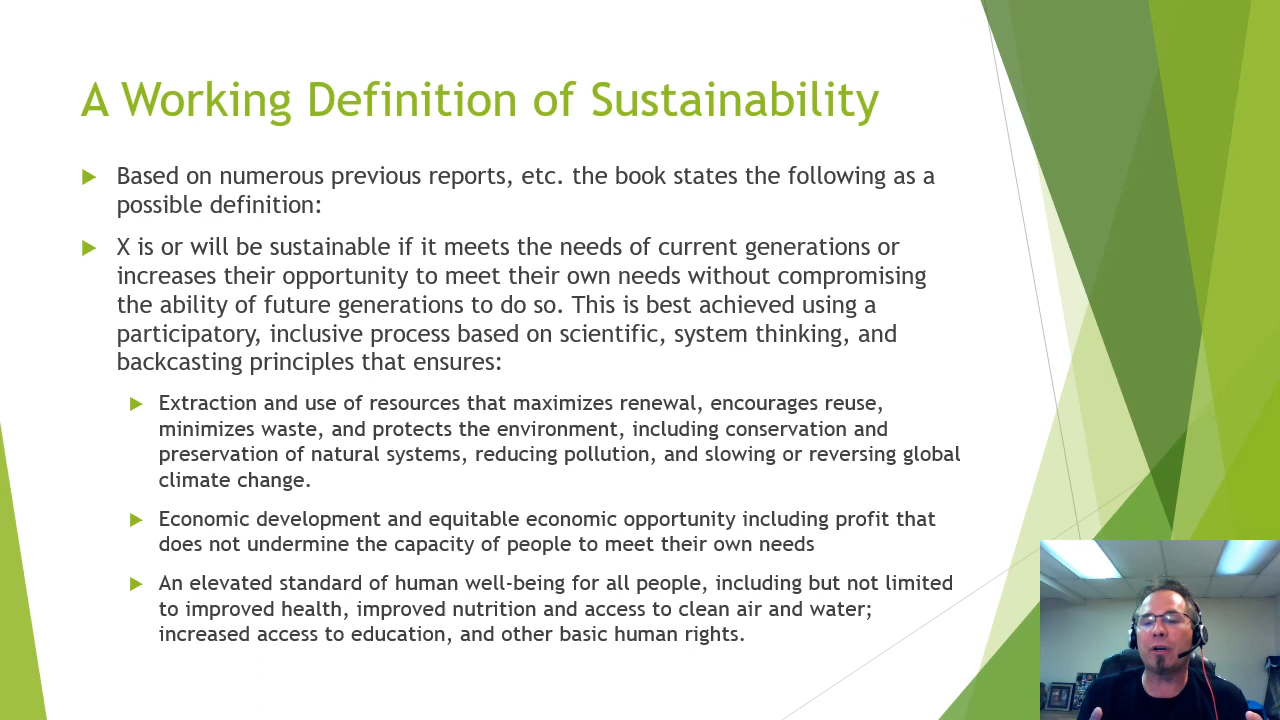 A Working Definition of Sustainability
Based on numerous previous reports, etc. the book states the following as a
possible definition:
X is or will be sustainable if it meets the needs of current generations or
increases their opportunity to meet their own needs without compromising
the ability of future generations to do so. This is best achieved using a
participatory, inclusive process based on scientific, system thinking, and
backcasting principles that ensures:
Extraction and use of resources that maximizes renewal, encourages reuse,
minimizes waste, and protects the environment, including conservation and
preservation of natural systems, reducing pollution, and slowing or reversing global
climate change.
Economic development and equitable economic opportunity including profit that
does not undermine the capacity of people to meet their own needs
An elevated standard of human well-being for all people, including but not limited
to improved health, improved nutrition and access to clean air and water;
increased access to education, and other basic human rights.